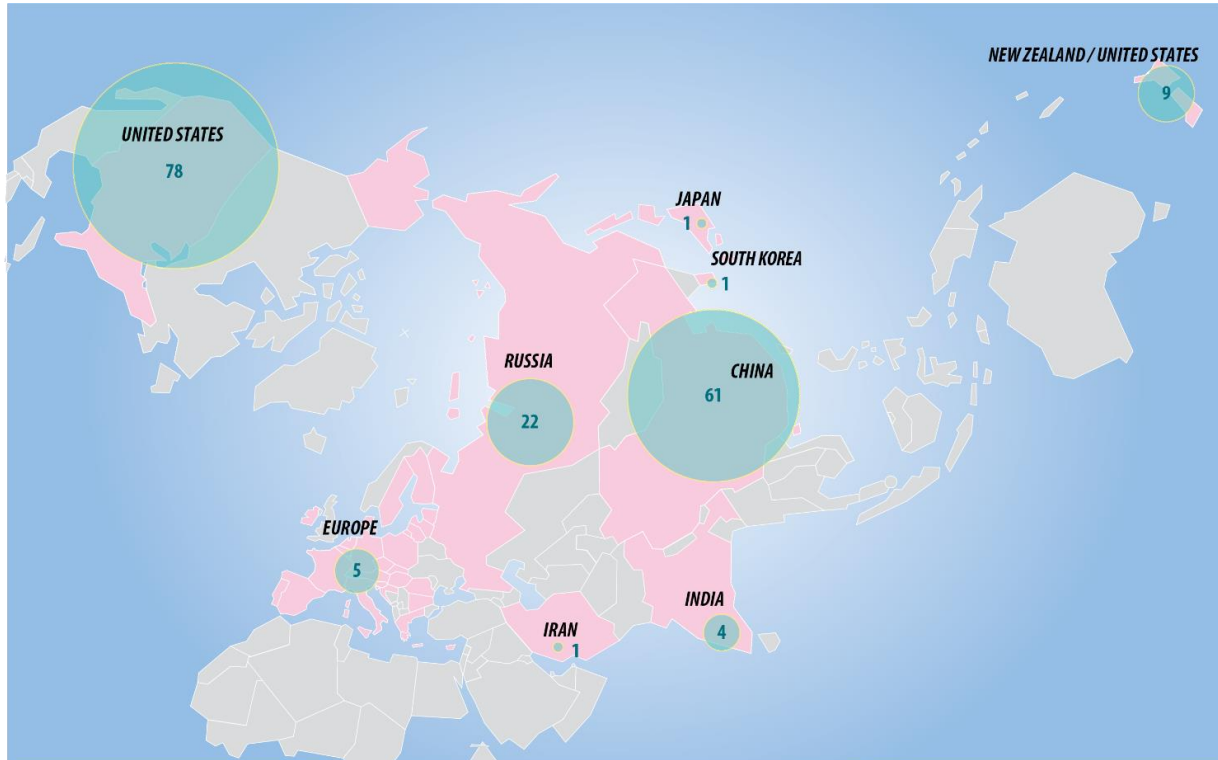 NEW ZEALAND / UNITED STATES
9
UNITED STATES
78
JAPAN
1
SOUTH KOREA
1
RUSSIA
22
CHINA
61
EUROPE
5
INDIA
4
IRAN
1